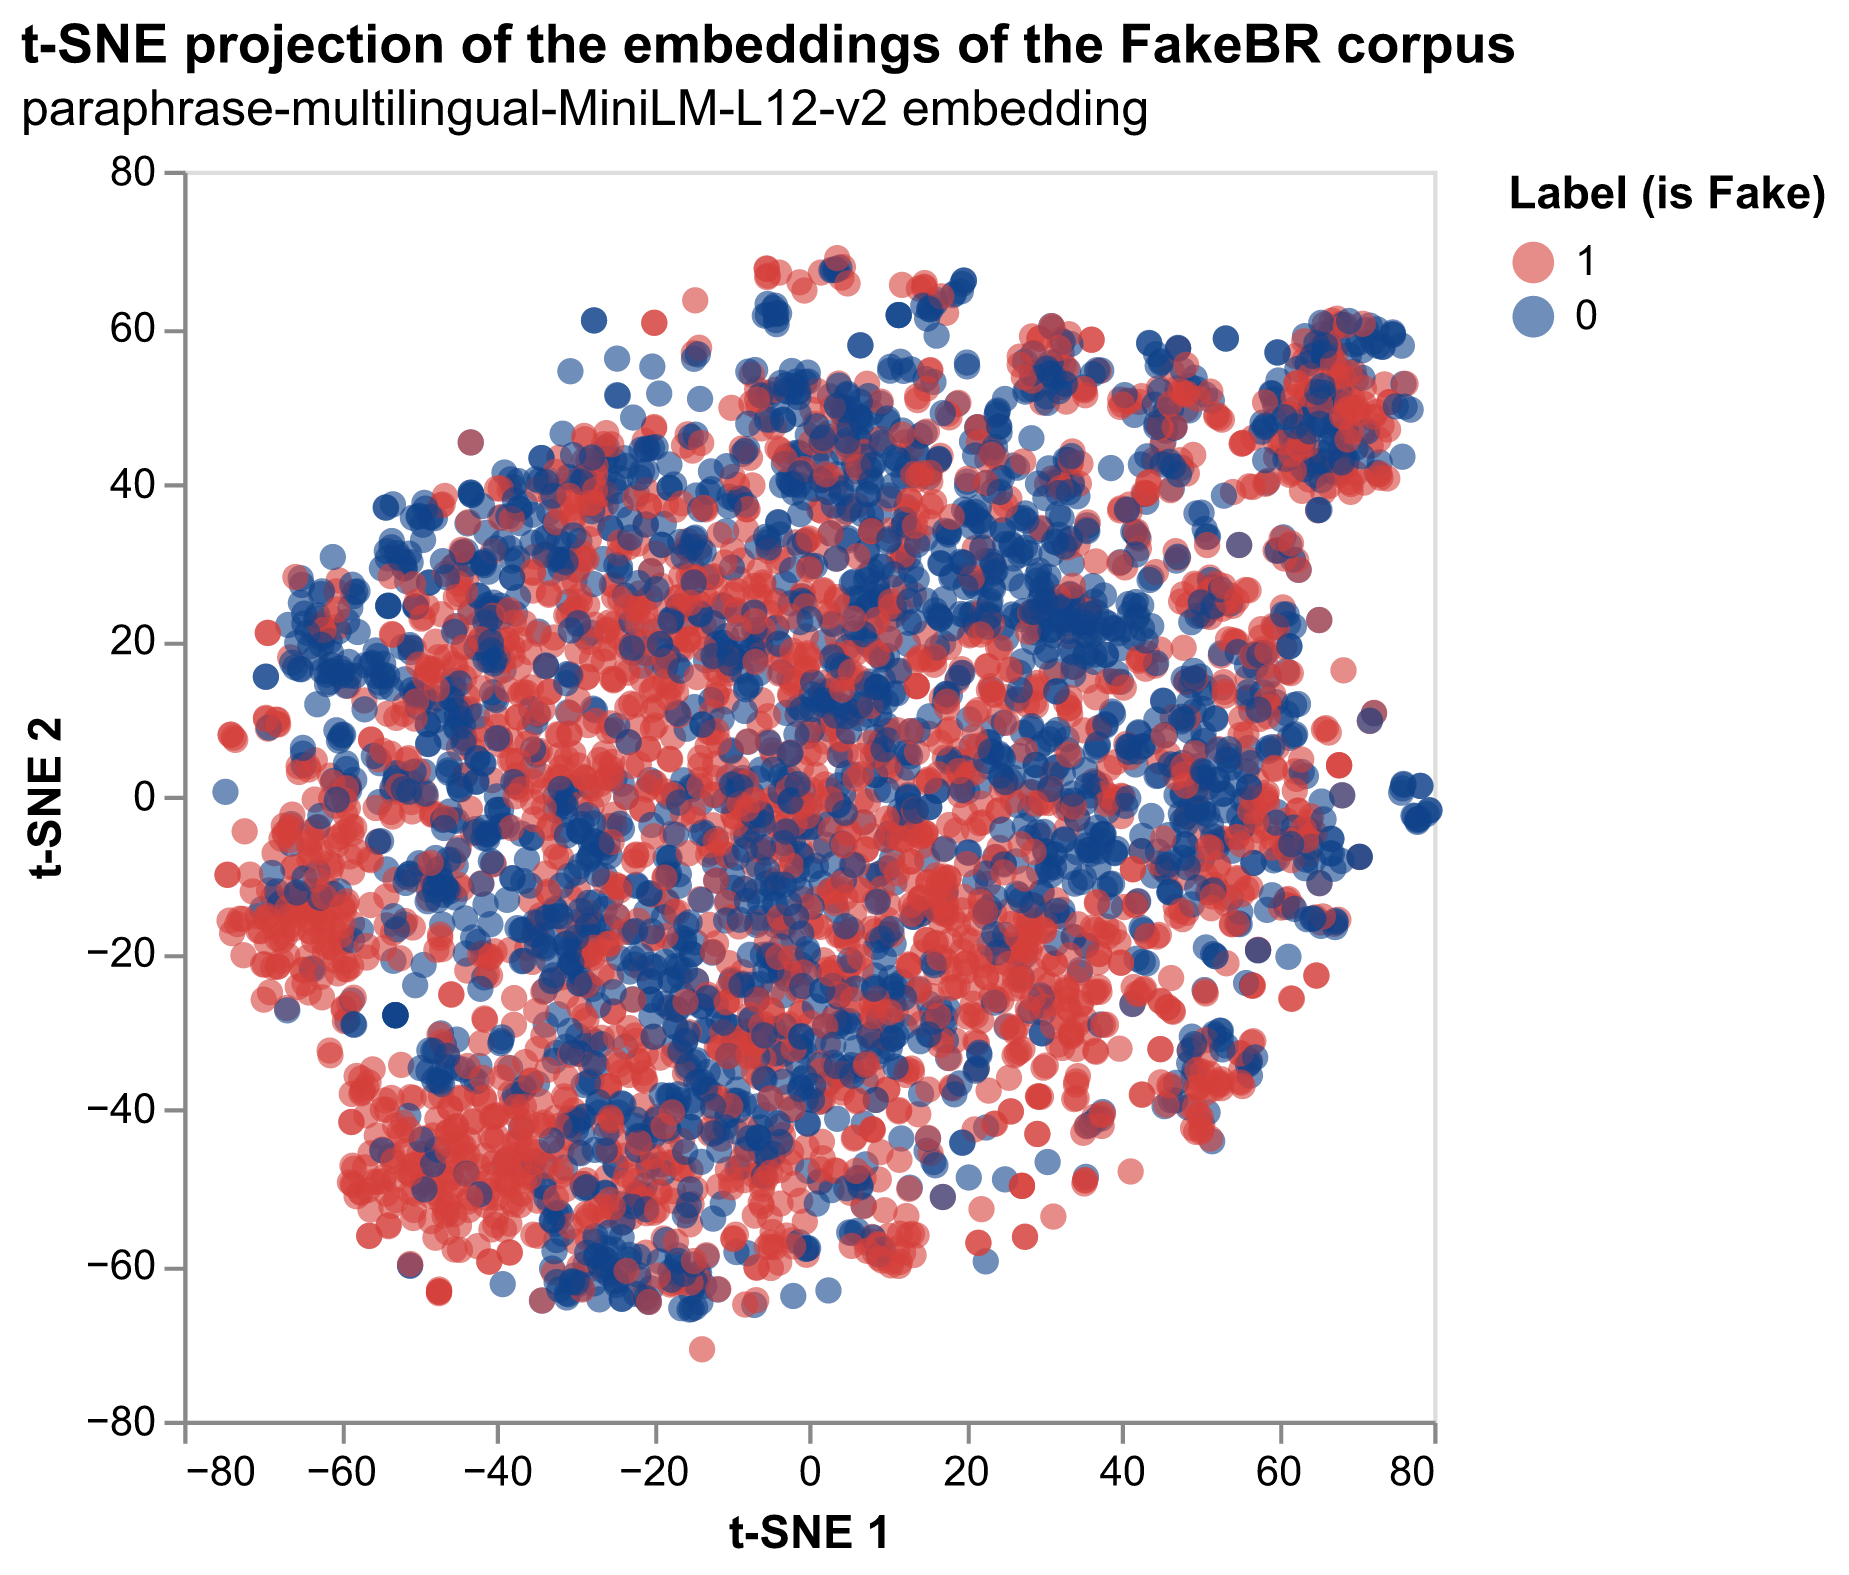 t-SNE projection of the embeddings of the FakeBR corpus
paraphrase-multilingual-MiniLM-L12-v2 embedding
Label (is Fake)
1
0
t-SNE 2
80
60
40
20
0
−20
−40
−60
−80
−80 −60 −40 −20 0 20 40 60 80
t-SNE 1